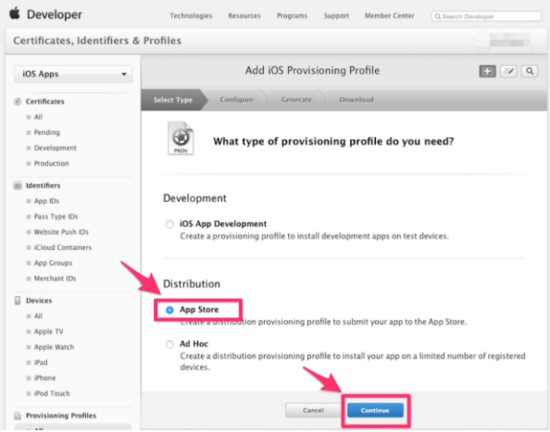 Developer
Technologies Resources Programs Support Member Center Search Developer
Certificates, Identifiers & Profiles
iOS Apps
Certificates
All
Pending
Development
Production
Identifiers
App IDs
Pass Type IDs
Website Push IDs
iCloud Containers
App Groups
Merchant IDs
Devices
All
Apple TV
Apple Watch
iPad
iPhone
iPod Touch
Provisioning Profiles
All
Add iOS Provisioning Profile
Select Type Configure Generate Download
PROV
What type of provisioning profile do you need?
Development
iOS App Development
Create a provisioning profile to install development apps on test devices.
Distribution
App Store
Create a distribution provisioning profile to submit your app to the App Store.
Ad Hoc
Create a distribution provisioning profile to install your app on a limited number of registered
devices.
Cancel Continue